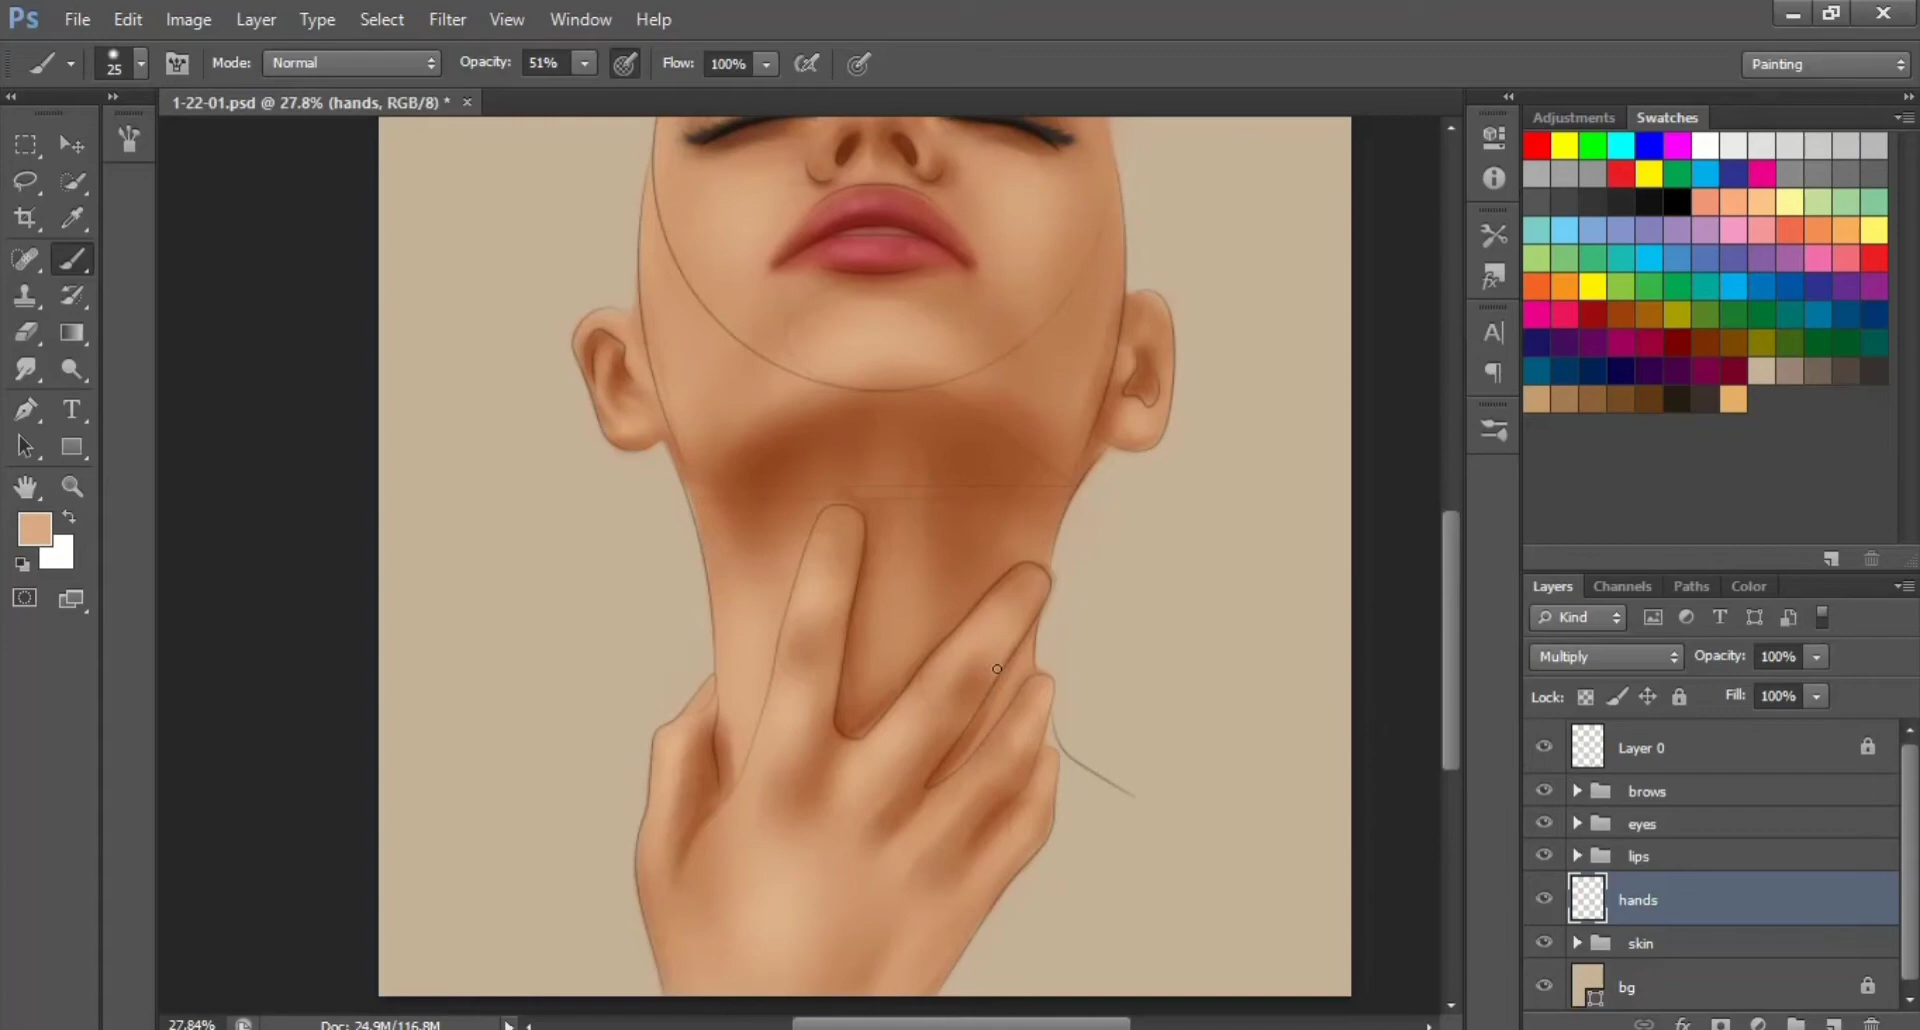 Ps File Edit Image Layer Type Select Filter View Window Help
25 Mode: Normal Opacity: 51% Flow: 100% Painting
1-22-01.psd @ 27.8% (hands, RGB/8) *
Adjustments Swatches
Layers Channels Paths Color
Kind
Multiply Opacity: 100%
Lock: Fill: 100%
Layer 0
brows
eyes
lips
hands
skin
bg
27.84% Doc: 24.9M/116.8M